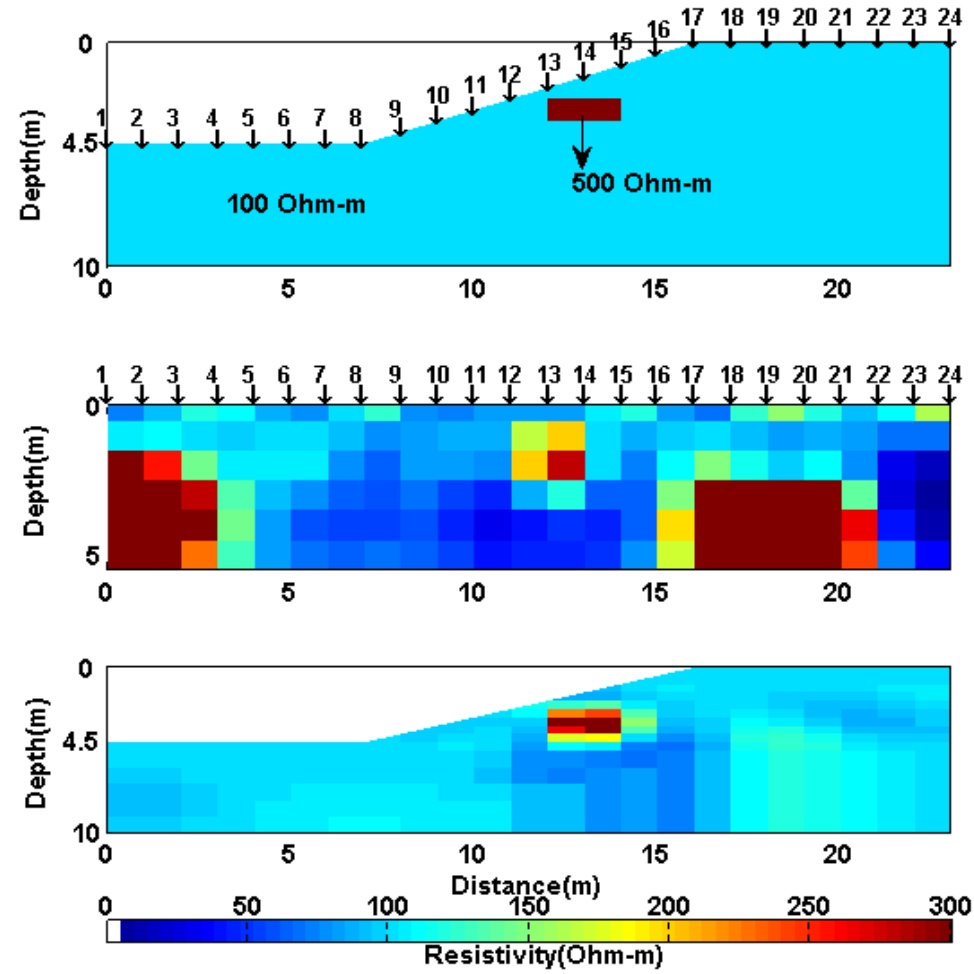 17 18 19 20 21 22 23 24
16
15
14
13
12
11
10
9
1 2 3 4 5 6 7 8
0
4.5
10
Depth(m)
100 Ohm-m
500 Ohm-m
0 5 10 15 20
1 2 3 4 5 6 7 8 9 10 11 12 13 14 15 16 17 18 19 20 21 22 23 24
0
5
Depth(m)
0 5 10 15 20
0
4.5
10
Depth(m)
0 5 10 15 20
Distance(m)
0 50 100 150 200 250 300
Resistivity(Ohm-m)